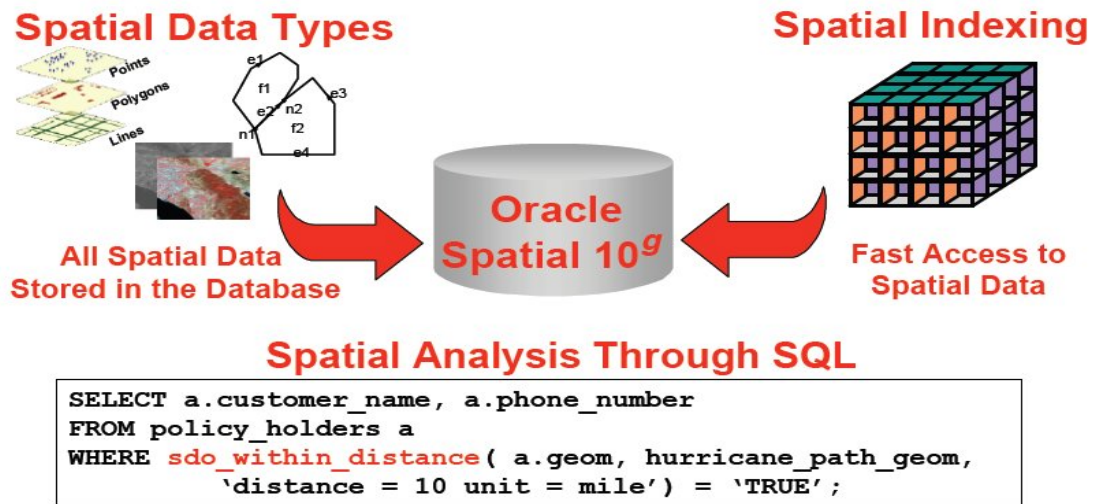 Spatial Data Types
Spatial Indexing
Points
Polygons
Lines
e1
f1
e2
n2
e3
n1
f2
e4
Oracle
Spatial 10g
All Spatial Data
Stored in the Database
Fast Access to
Spatial Data
Spatial Analysis Through SQL
SELECT a.customer_name, a.phone_number
FROM policy_holders a
WHERE sdo_within_distance( a.geom, hurricane_path_geom,
‘distance = 10 unit = mile’) = ‘TRUE’;